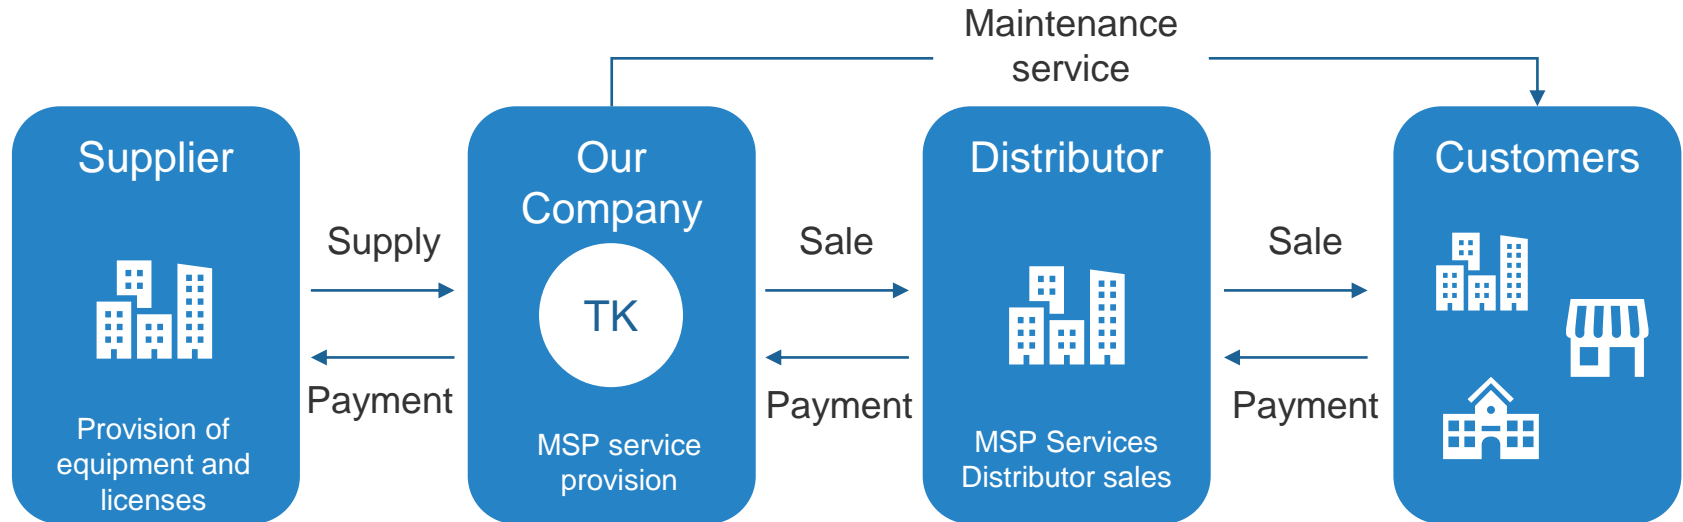 Maintenance
service
Supplier
Our
Company
Distributor
Customers
Supply
Sale
Sale
TK
Payment
Payment
Payment
Provision of
equipment and
licenses
MSP service
provision
MSP Services
Distributor sales